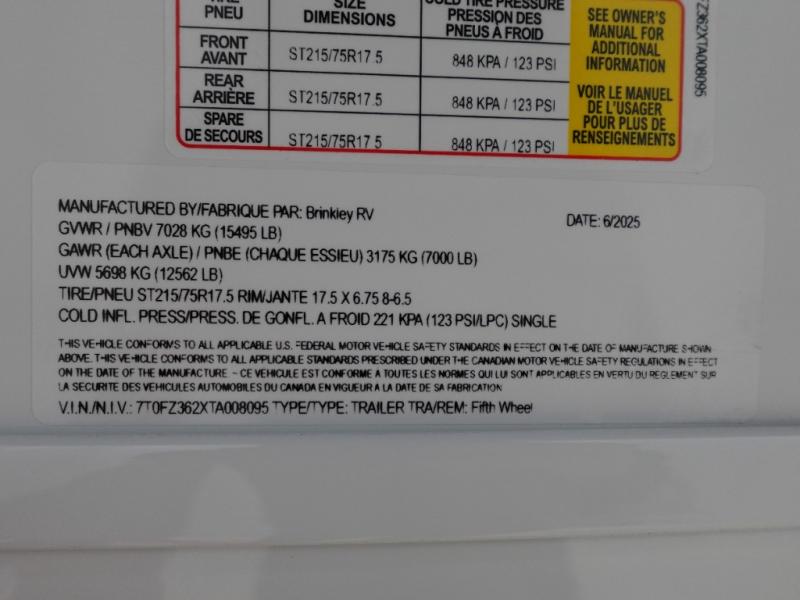 TIRE SIZE COLD TIRE PRESSURE
PNEU DIMENSIONS PRESSION DES
PNEUS À FROID
FRONT
AVANT ST215/75R17.5 848 KPA / 123 PSI
REAR
ARRIÈRE ST215/75R17.5 848 KPA / 123 PSI
SPARE
DE SECOURS ST215/75R17.5 848 KPA / 123 PSI
SEE OWNER'S
MANUAL FOR
ADDITIONAL
INFORMATION
VOIR LE MANUEL
DE L'USAGER
POUR PLUS DE
RENSEIGNEMENTS
FZ362XTA008095
MANUFACTURED BY/FABRIQUE PAR: Brinkley RV DATE: 6/2025
GVWR / PNBV 7028 KG (15495 LB)
GAWR (EACH AXLE) / PNBE (CHAQUE ESSIEU) 3175 KG (7000 LB)
UVW 5698 KG (12562 LB)
TIRE/PNEU ST215/75R17.5 RIM/JANTE 17.5 X 6.75 8-6.5
COLD INFL. PRESS/PRESS. DE GONFL. A FROID 221 KPA (123 PSI/LPC) SINGLE
THIS VEHICLE CONFORMS TO ALL APPLICABLE U.S. FEDERAL MOTOR VEHICLE SAFETY STANDARDS IN EFFECT ON THE DATE OF MANUFACTURE SHOWN
ABOVE. THIS VEHICLE CONFORMS TO ALL APPLICABLE STANDARDS PRESCRIBED UNDER THE CANADIAN MOTOR VEHICLE SAFETY REGULATIONS IN EFFECT
ON THE DATE OF THE MANUFACTURE - CE VEHICULE EST CONFORME A TOUTES LES NORMES QUI LUI SONT APPLICABLES EN VERTU DU REGLEMENT SUR
LA SECURITE DES VEHICULES AUTOMOBILES DU CANADA EN VIGUEUR A LA DATE DE SA FABRICATION
V.I.N./N.I.V.: 7T0FZ362XTA008095 TYPE/TYPE: TRAILER TRA/REM: Fifth Wheel